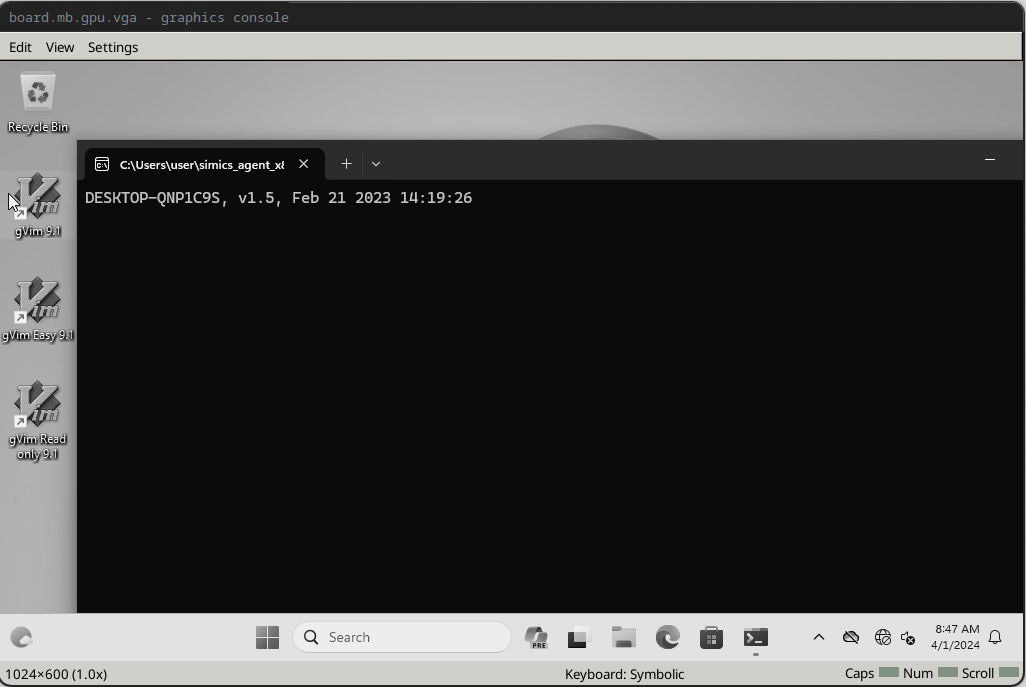 board.mb.gpu.vga - graphics console
Edit View Settings
Recycle Bin
C:\Users\user\simics_agent_x
DESKTOP-QNP1C9S, v1.5, Feb 21 2023 14:19:26
gVim 9.1
gVim Easy 9.1
gVim Read
only 9.1
Search
PRE
8:47 AM
4/1/2024
1024×600 (1.0x)
Keyboard: Symbolic
Caps Num Scroll